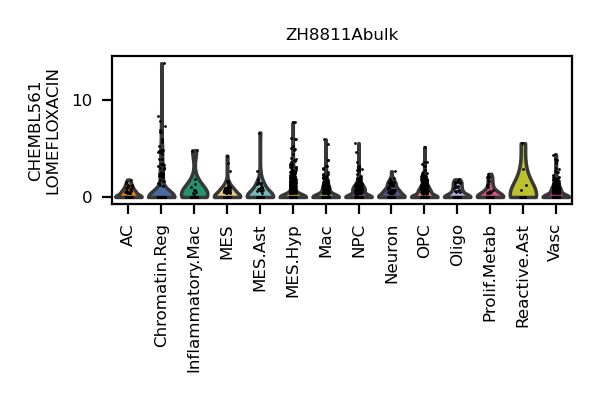 ZH8811Abulk
CHEMBL561
LOMEFLOXACIN
10
0
AC
Chromatin.Reg
Inflammatory.Mac
MES
MES.Ast
MES.Hyp
Mac
NPC
Neuron
OPC
Oligo
Prolif.Metab
Reactive.Ast
Vasc